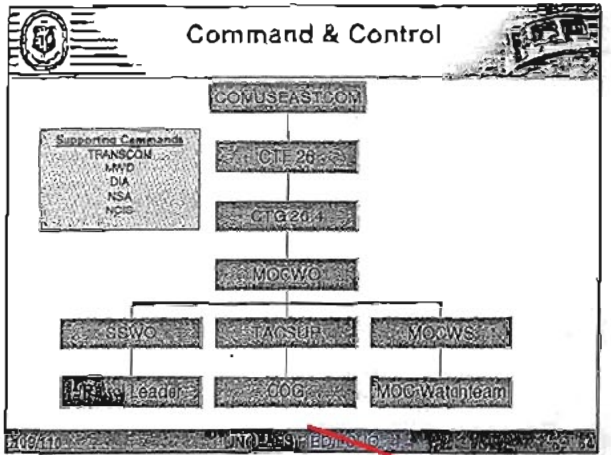 Command & Control
COMUSEASTCOM
Supporting Commands
TRANSCOM
MWD
DIA
NSA
NCIS
CTF 26
CTG 26.4
MOCWO
SSWO
TACSUP
MOCWS
Leader
COG
MOC Watchteam